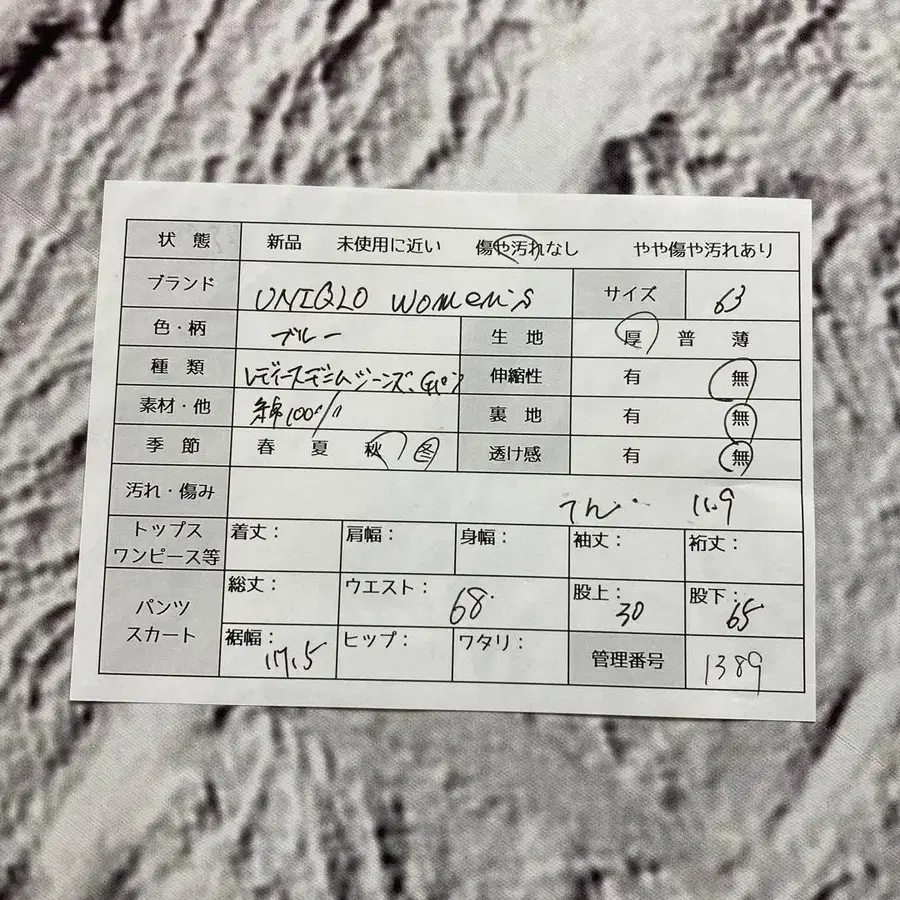 状 態 新品 未使用に近い 傷や汚れなし やや傷や汚れあり
ブランド UNIQLO women's サイズ 63
色・柄 ブルー 生 地 厚 普 薄
種 類 レディースデニムジーンズ、Gパン 伸縮性 有 無
素材・他 綿100% 裏 地 有 無
季 節 春 夏 秋 冬 透け感 有 無
汚れ・傷み 11.9
トップス ワンピース等 着丈： 肩幅： 身幅： 袖丈： 裄丈：
パンツ スカート 総丈： ウエスト： 68 股上： 30 股下： 65
裾幅： 17.5 ヒップ： ワタリ： 管理番号 1389